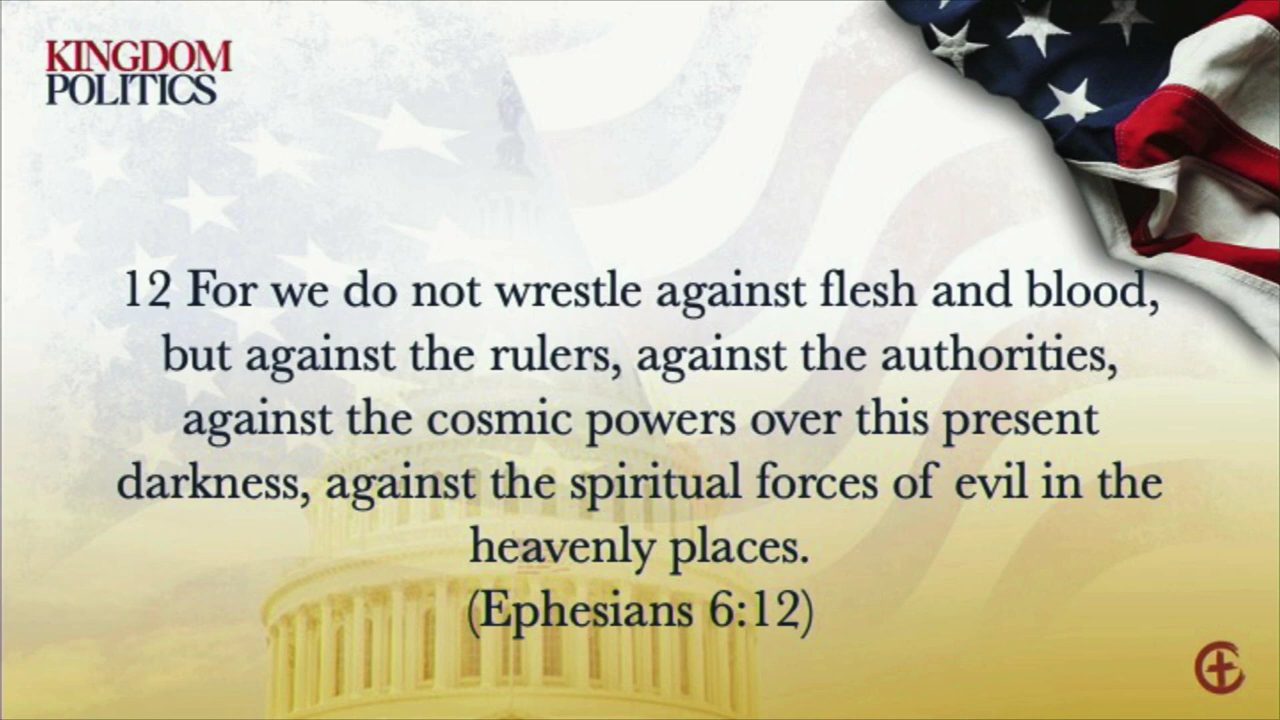 KINGDOM
POLITICS
12 For we do not wrestle against flesh and blood,
but against the rulers, against the authorities,
against the cosmic powers over this present
darkness, against the spiritual forces of evil in the
heavenly places.
(Ephesians 6:12)